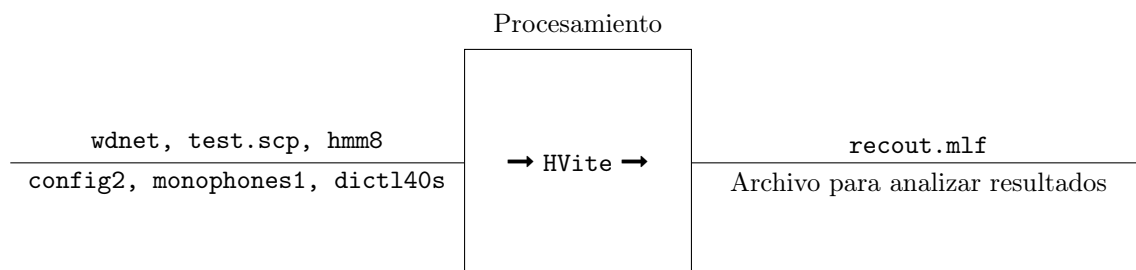 Procesamiento
wdnet, test.scp, hmm8
config2, monophones1, dictl40s
→ HVite →
recout.mlf
Archivo para analizar resultados